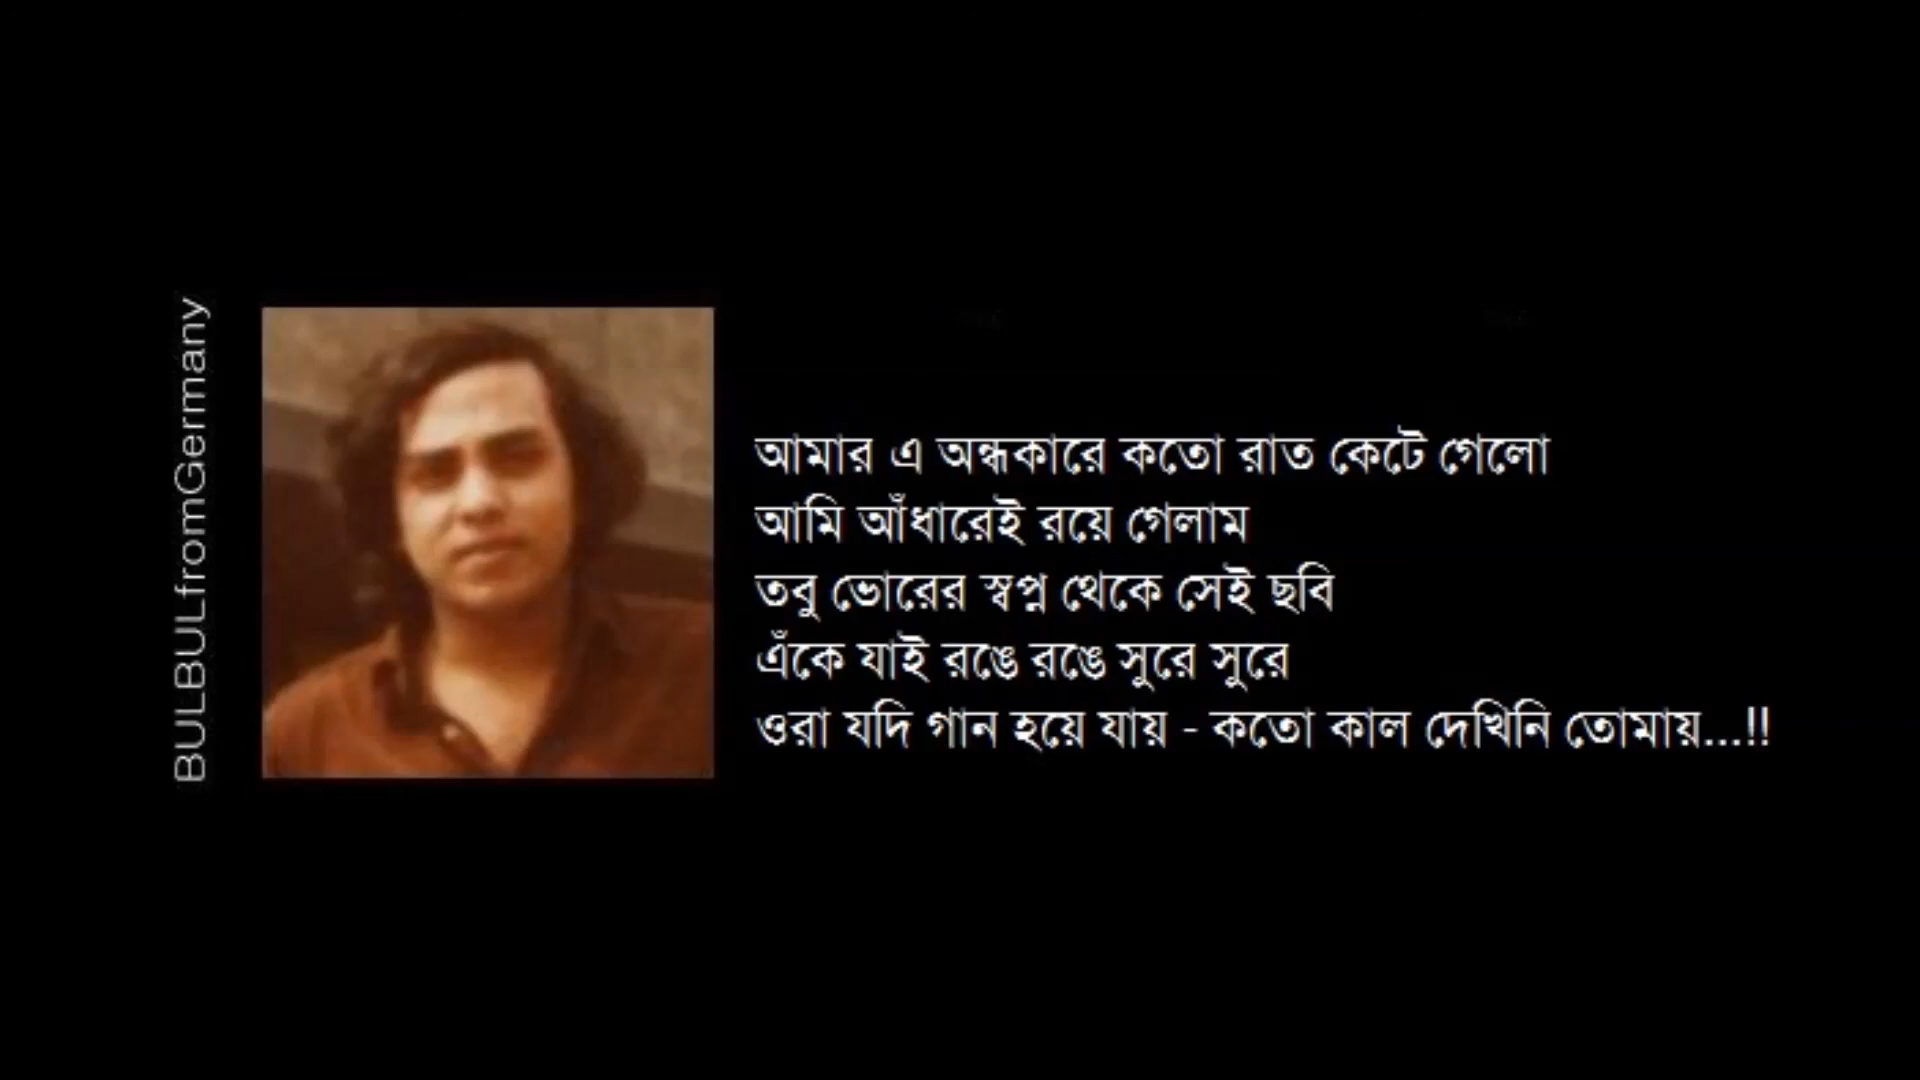 BULBULfromGermany
আমার এ অন্ধকারে কতো রাত কেটে গেলো
আমি আঁধারেই রয়ে গেলাম
তবু ভোরের স্বপ্ন থেকে সেই ছবি
এঁকে যাই রঙে রঙে সুরে সুরে
ওরা যদি গান হয়ে যায় - কতো কাল দেখিনি তোমায়...!!